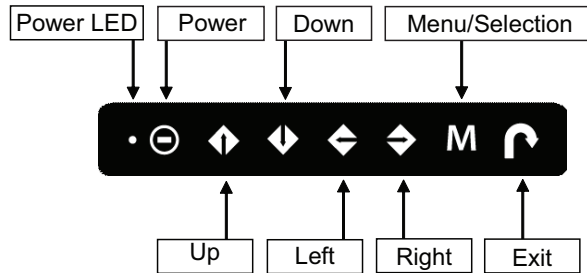 Power LED
Power
Down
Menu/Selection
M
Up
Left
Right
Exit